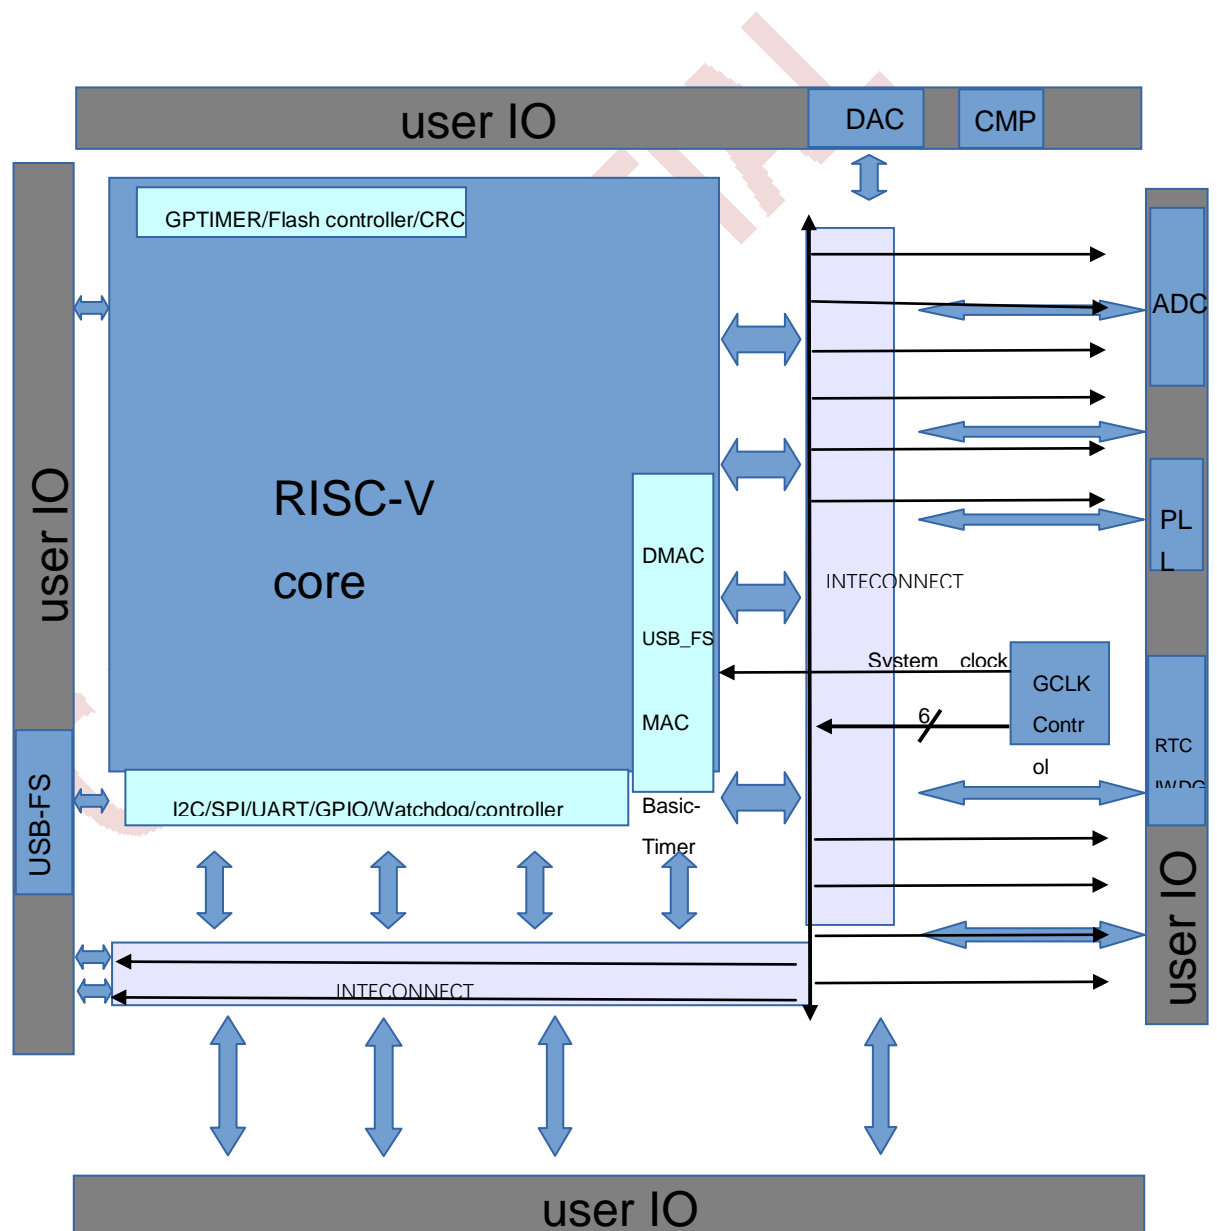 user IO
DAC
CMP
GPTIMER/Flash controller/CRC
ADC
user IO
RISC-V
core
PL
L
DMAC
INTECONNECT
USB_FS
System clock
GCLK
Contr
ol
MAC
6
RTC
IWDG
USB-FS
I2C/SPI/UART/GPIO/Watchdog/controller
Basic-
Timer
user IO
INTECONNECT
user IO